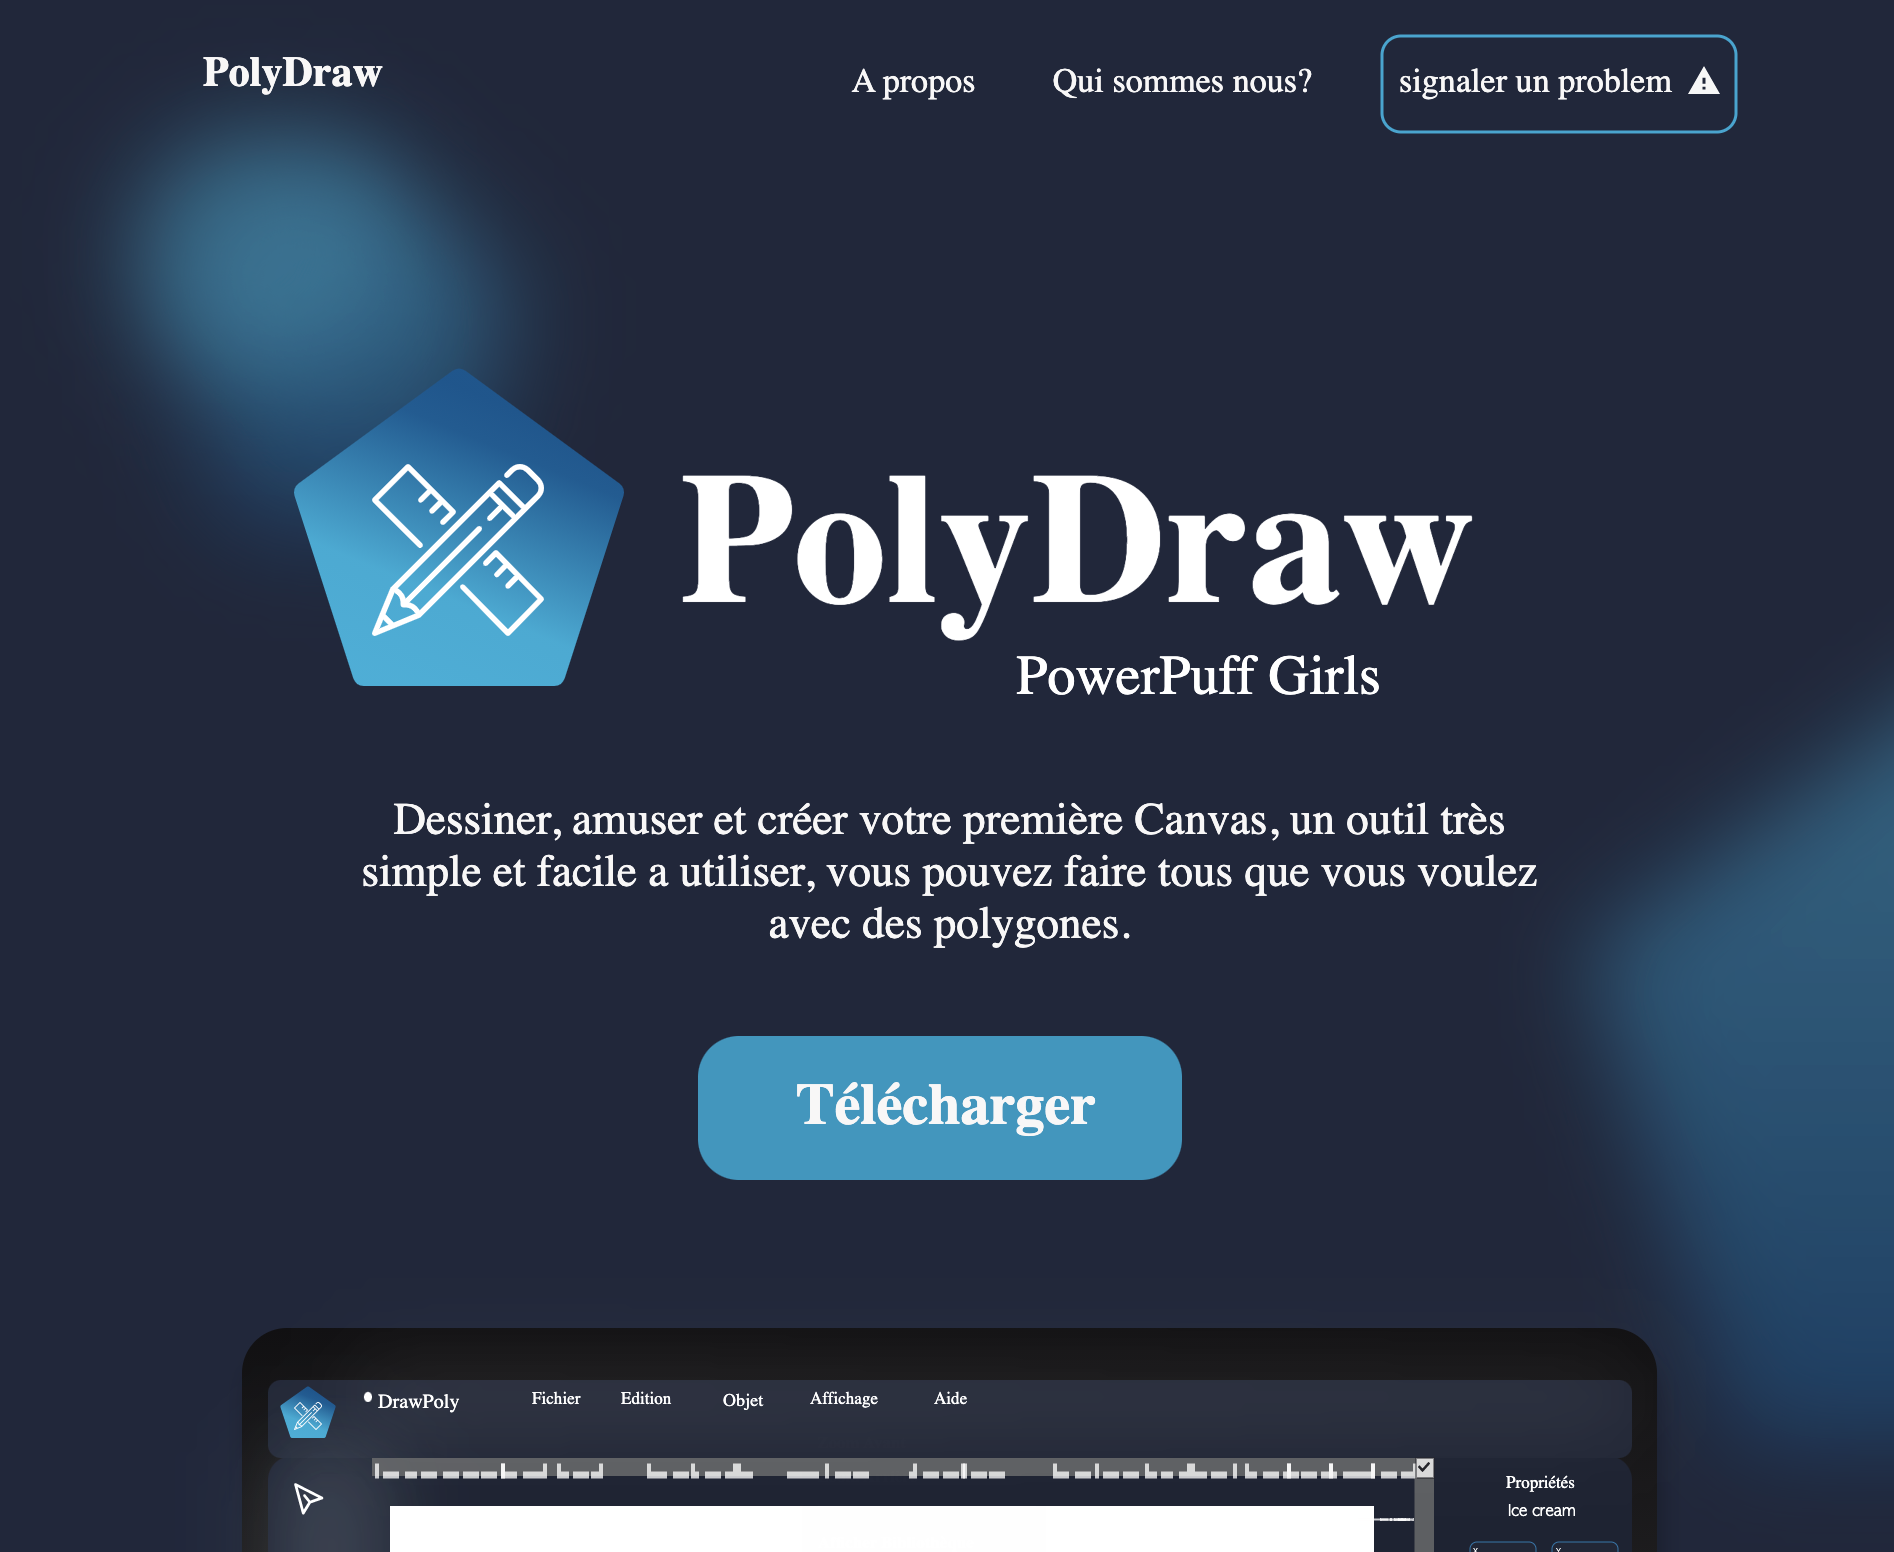 PolyDraw
A propos
Qui sommes nous?
signaler un problem
PolyDraw
PowerPuff Girls
Dessiner, amuser et créer votre première Canvas, un outil très
simple et facile a utiliser, vous pouvez faire tous que vous voulez
avec des polygones.
Télécharger
DrawPoly
Fichier
Edition
Objet
Affichage
Aide
Propriétés
Ice cream
X
Y